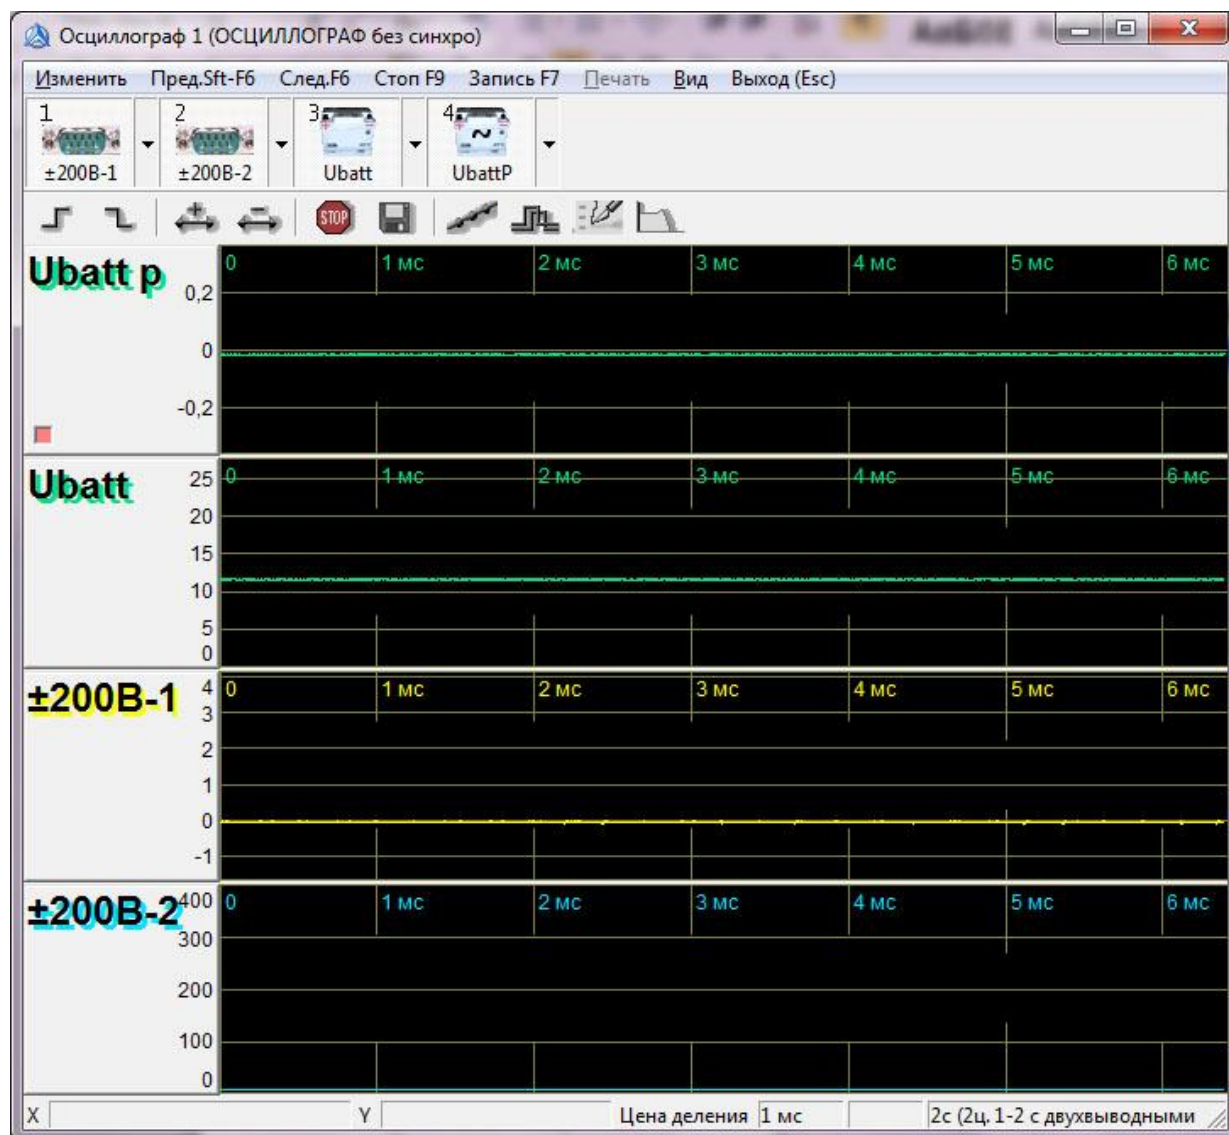 Осциллограф 1 (ОСЦИЛЛОГРАФ без синхро)
Изменить Пред.Sft-F6 След.F6 Стоп F9 Запись F7 Печать Вид Выход (Esc)
1 2 3 4
±200В-1 ±200В-2 Ubatt UbattP
STOP
Ubatt p 0 1 мс 2 мс 3 мс 4 мс 5 мс 6 мс
0,2
0
-0,2
Ubatt 25 0 1 мс 2 мс 3 мс 4 мс 5 мс 6 мс
20
15
10
5
0
±200В-1 4 0 1 мс 2 мс 3 мс 4 мс 5 мс 6 мс
3
2
1
0
-1
±200В-2 400 0 1 мс 2 мс 3 мс 4 мс 5 мс 6 мс
300
200
100
0
X Y Цена деления 1 мс 2с (2ц. 1-2 с двухвыводными